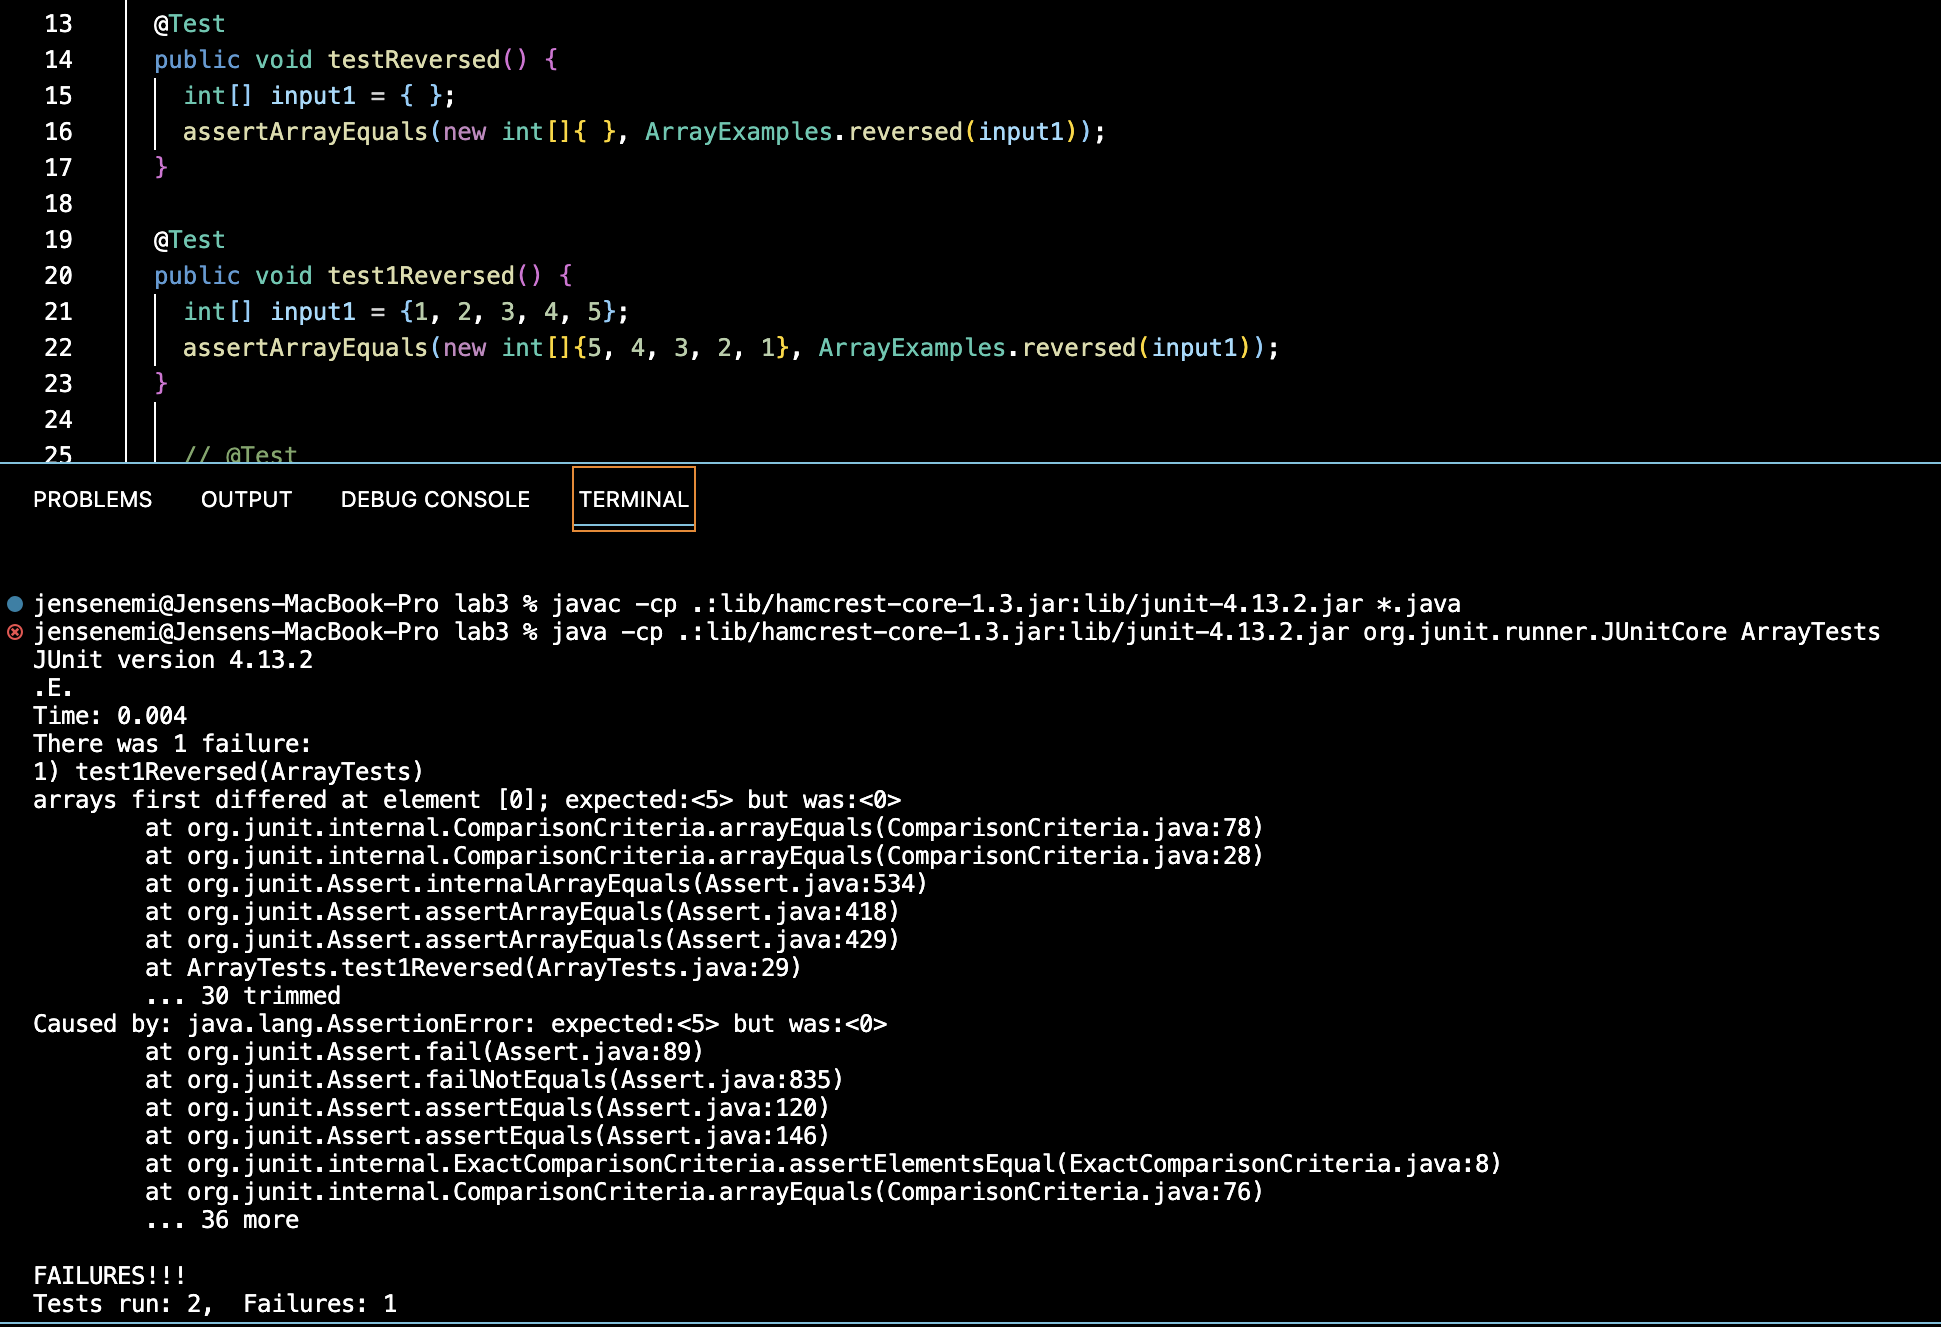 13 @Test
14 public void testReversed() {
15 int[] input1 = { };
16 assertArrayEquals(new int[]{ }, ArrayExamples.reversed(input1));
17 }
18
19 @Test
20 public void test1Reversed() {
21 int[] input1 = {1, 2, 3, 4, 5};
22 assertArrayEquals(new int[]{5, 4, 3, 2, 1}, ArrayExamples.reversed(input1));
23 }
24
25 // @Test
PROBLEMS OUTPUT DEBUG CONSOLE TERMINAL
jensenemi@Jensens-MacBook-Pro lab3 % javac -cp .:lib/hamcrest-core-1.3.jar:lib/junit-4.13.2.jar *.java
jensenemi@Jensens-MacBook-Pro lab3 % java -cp .:lib/hamcrest-core-1.3.jar:lib/junit-4.13.2.jar org.junit.runner.JUnitCore ArrayTests
JUnit version 4.13.2
.E.
Time: 0.004
There was 1 failure:
1) test1Reversed(ArrayTests)
arrays first differed at element [0]; expected:<5> but was:<0>
at org.junit.internal.ComparisonCriteria.arrayEquals(ComparisonCriteria.java:78)
at org.junit.internal.ComparisonCriteria.arrayEquals(ComparisonCriteria.java:28)
at org.junit.Assert.internalArrayEquals(Assert.java:534)
at org.junit.Assert.assertArrayEquals(Assert.java:418)
at org.junit.Assert.assertArrayEquals(Assert.java:429)
at ArrayTests.test1Reversed(ArrayTests.java:29)
... 30 trimmed
Caused by: java.lang.AssertionError: expected:<5> but was:<0>
at org.junit.Assert.fail(Assert.java:89)
at org.junit.Assert.failNotEquals(Assert.java:835)
at org.junit.Assert.assertEquals(Assert.java:120)
at org.junit.Assert.assertEquals(Assert.java:146)
at org.junit.internal.ExactComparisonCriteria.assertElementsEqual(ExactComparisonCriteria.java:8)
at org.junit.internal.ComparisonCriteria.arrayEquals(ComparisonCriteria.java:76)
... 36 more
FAILURES!!!
Tests run: 2,  Failures: 1